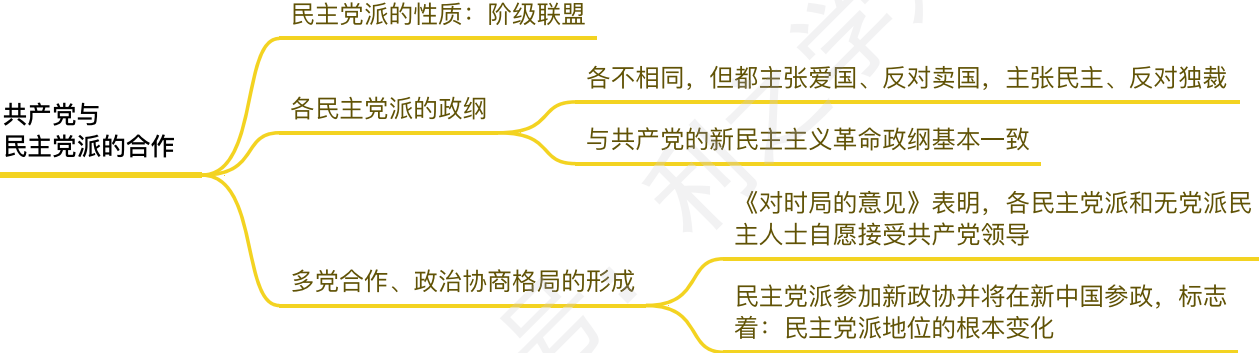 民主党派的性质：阶级联盟
各不相同，但都主张爱国、反对卖国，主张民主、反对独裁
各民主党派的政纲
共产党与
民主党派的合作
与共产党的新民主主义革命政纲基本一致
《对时局的意见》表明，各民主党派和无党派民
主人士自愿接受共产党领导
多党合作、政治协商格局的形成
民主党派参加新政协并将在新中国参政，标志
着：民主党派地位的根本变化
号：利之学